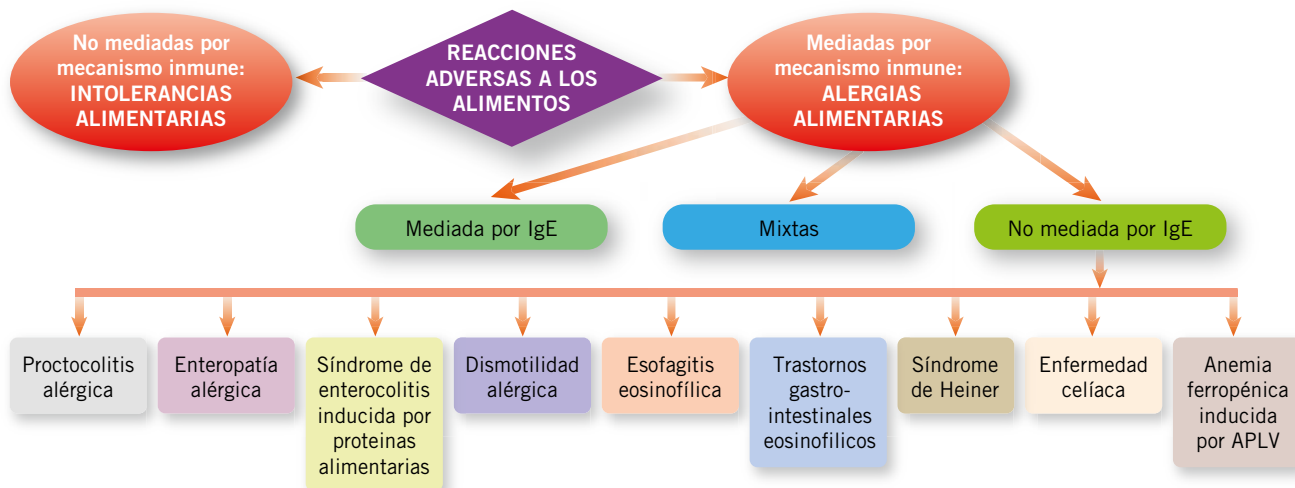 No mediadas por
mecanismo inmune:
INTOLERANCIAS
ALIMENTARIAS
REACCIONES
ADVERSAS A LOS
ALIMENTOS
Mediadas por
mecanismo inmune:
ALERGIAS
ALIMENTARIAS
Mediada por IgE
Mixtas
No mediada por IgE
Proctocolitis
alérgica
Enteropatía
alérgica
Síndrome de
enterocolitis
inducida por
proteinas
alimentarias
Dismotilidad
alérgica
Esofagitis
eosinofílica
Trastornos
gastro-
intestinales
eosinofilicos
Síndrome
de Heiner
Enfermedad
celíaca
Anemia
ferropénica
inducida
por APLV